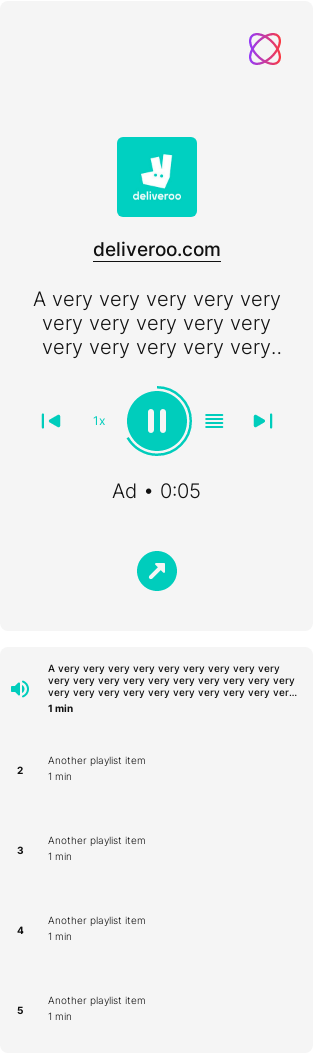 deliveroo
deliveroo.com
A very very very very very
very very very very very
very very very very very..
1x
Ad • 0:05
A very very very very very very very very very
very very very very very very very very very very
very very very very very very very very very ver...
1 min
2
Another playlist item
1 min
3
Another playlist item
1 min
4
Another playlist item
1 min
5
Another playlist item
1 min